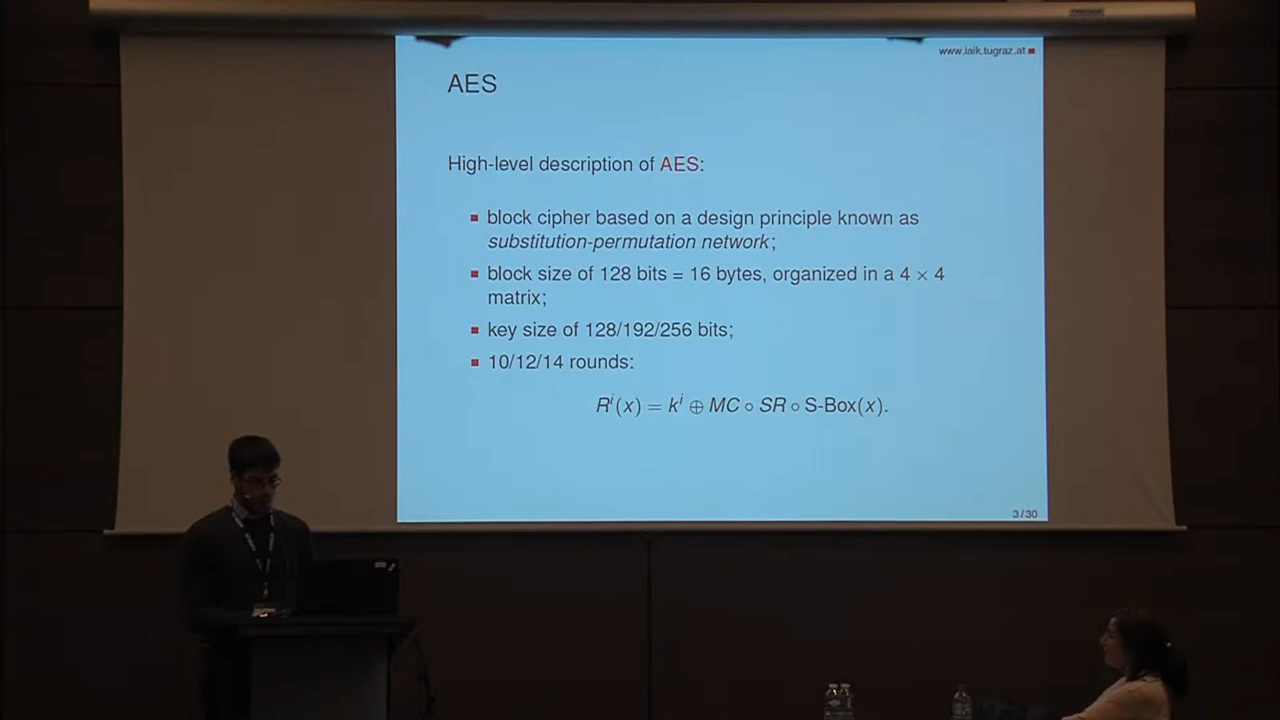 www.iaik.tugraz.at
AES
High-level description of AES:
block cipher based on a design principle known as
substitution-permutation network;
block size of 128 bits = 16 bytes, organized in a 4 × 4
matrix;
key size of 128/192/256 bits;
10/12/14 rounds:
Rⁱ(x) = kⁱ ⊕ MC ∘ SR ∘ S-Box(x).
3/30